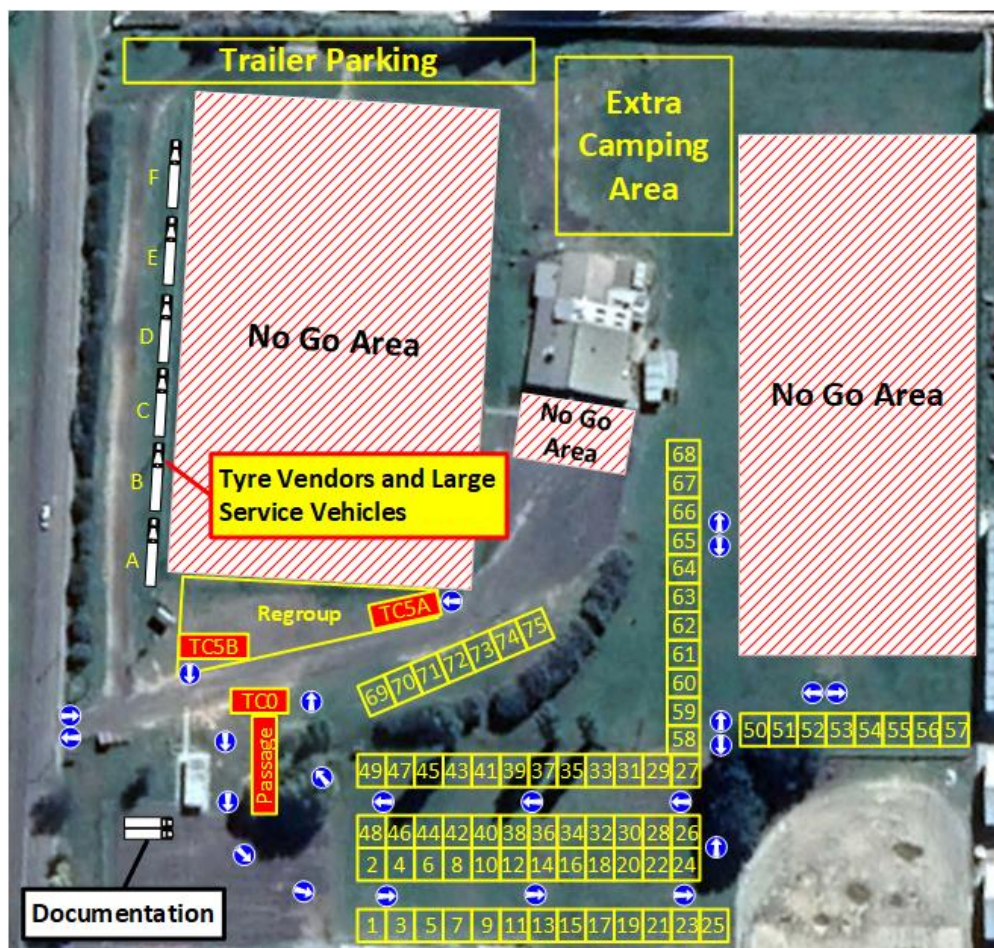 Trailer Parking
Extra
Camping
Area
F
E
D
C
B
A
No Go Area
No Go
Area
No Go Area
Tyre Vendors and Large
Service Vehicles
68
67
66
65
64
63
62
61
60
59
58
Regroup
TC5A
TC5B
TC0
Passage
69 70 71 72 73 74 75
50 51 52 53 54 55 56 57
49 47 45 43 41 39 37 35 33 31 29 27
48 46 44 42 40 38 36 34 32 30 28 26
2 4 6 8 10 12 14 16 18 20 22 24
Documentation
1 3 5 7 9 11 13 15 17 19 21 23 25